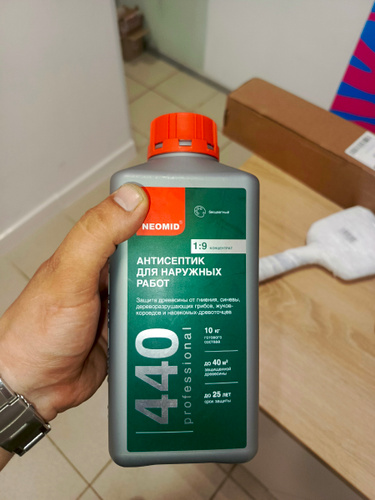 NEOMID®
бесцветный
1:9 концентрат
АНТИСЕПТИК
ДЛЯ НАРУЖНЫХ
РАБОТ
Защита древесины от гниения, синевы,
дереворазрушающих грибов, жуков-
короедов и насекомых-древоточцев
440
professional
10 кг
готового
состава
до 40 м²
защищенной
древесины
до 25 лет
срок защиты